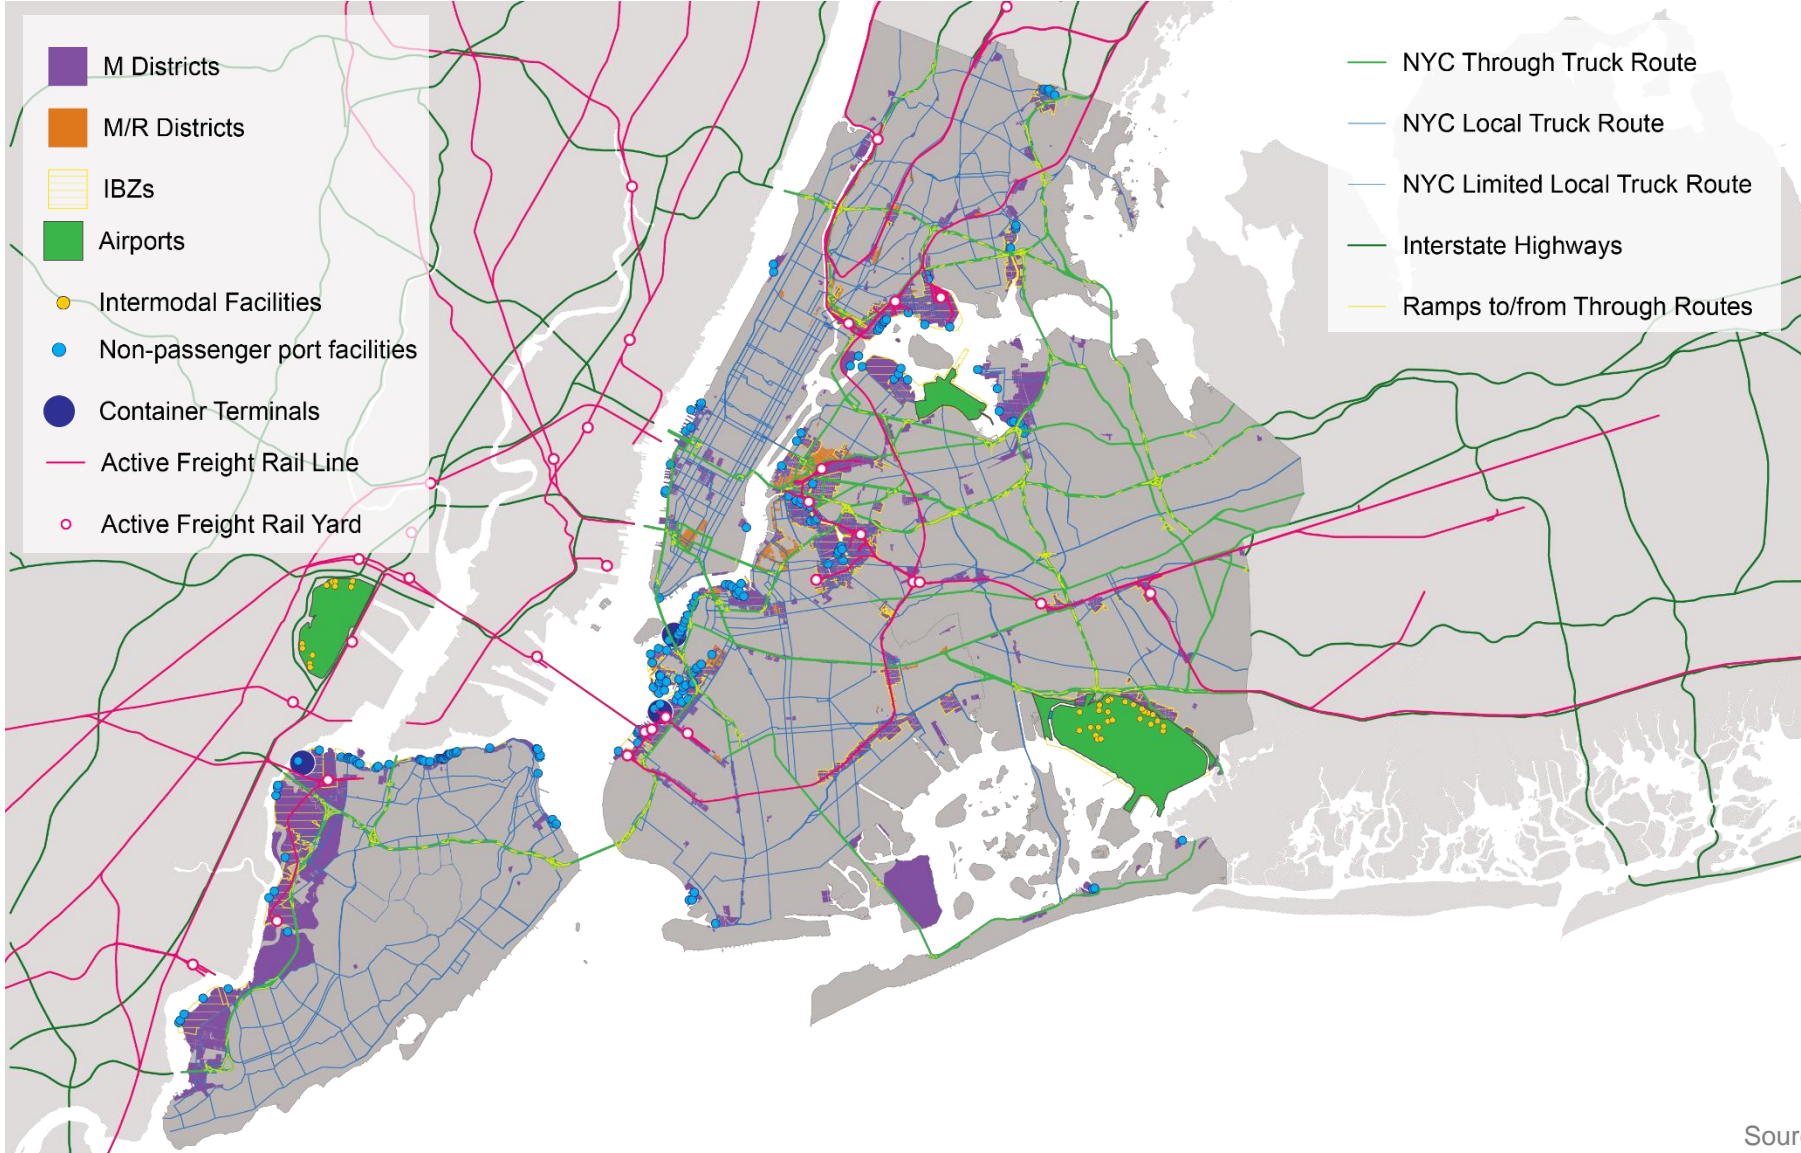 M Districts
M/R Districts
IBZs
Airports
Intermodal Facilities
Non-passenger port facilities
Container Terminals
Active Freight Rail Line
Active Freight Rail Yard
NYC Through Truck Route
NYC Local Truck Route
NYC Limited Local Truck Route
Interstate Highways
Ramps to/from Through Routes
Sour